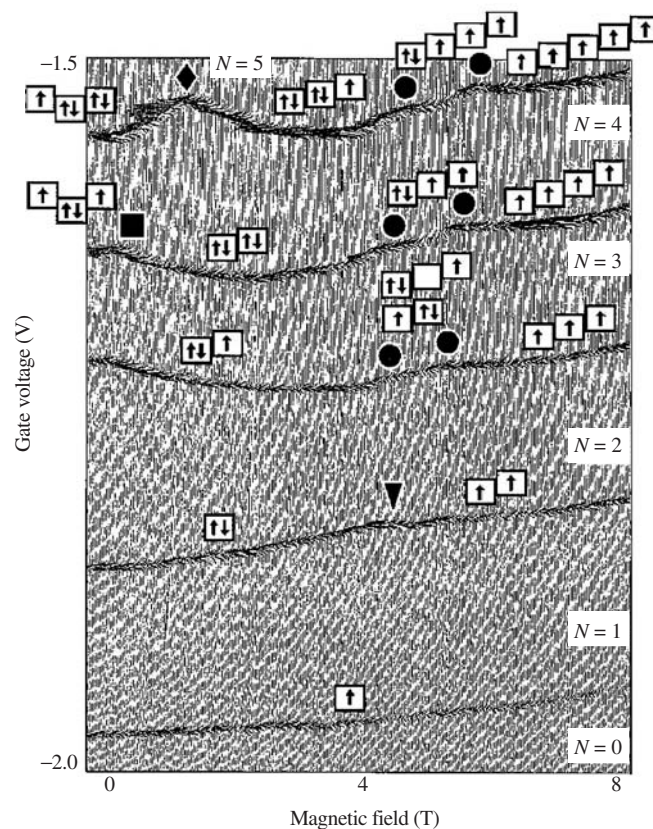 −1.5
N = 5
N = 4
N = 3
Gate voltage (V)
N = 2
N = 1
N = 0
−2.0
0 4 8
Magnetic field (T)